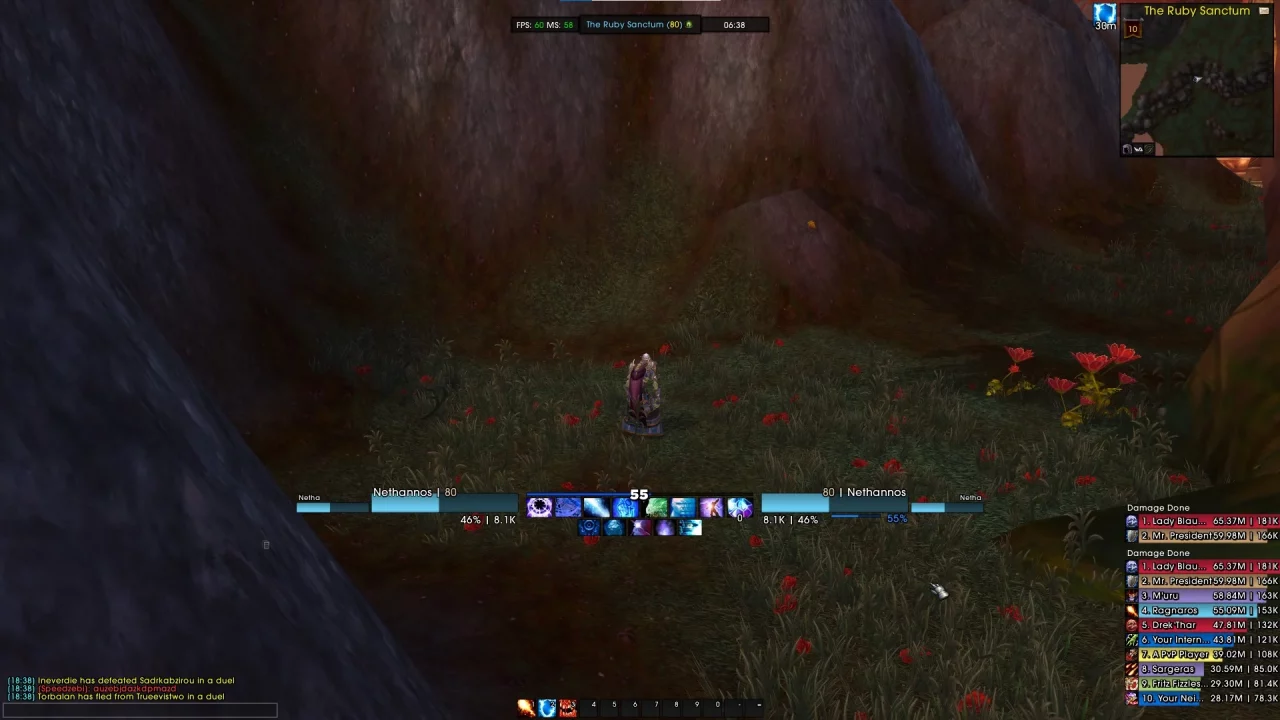 FPS: 60 MS: 58
The Ruby Sanctum (80)
06:38
30m
The Ruby Sanctum
10
Netha
Nethannos | 80
46% | 8.1K
55
0
80 | Nethannos
Netha
8.1K | 46%
55%
Damage Done
1. Lady Blau... 65.37M | 181K
2. Mr. President 59.98M | 166K
Damage Done
1. Lady Blau... 65.37M | 181K
2. Mr. President 59.98M | 166K
3. M'uru 58.84M | 163K
4. Ragnaros 55.09M | 153K
5. Drek'Thar 47.81M | 132K
6. Your Intern... 43.81M | 121K
7. A PvP Player 39.02M | 108K
8. Sargeras 30.59M | 85.0K
9. Fritz Fizzles... 29.30M | 81.4K
10. Your Nei... 28.17M | 78.3K
[18:38] Ineverdie has defeated Sadrkabzirou in a duel
[18:38] [Speedzebi]: auzebjdazkdpmazd
[18:38] Torbalan has fled from Trueevistwo in a duel
4 5 6 7 8 9 0 - =